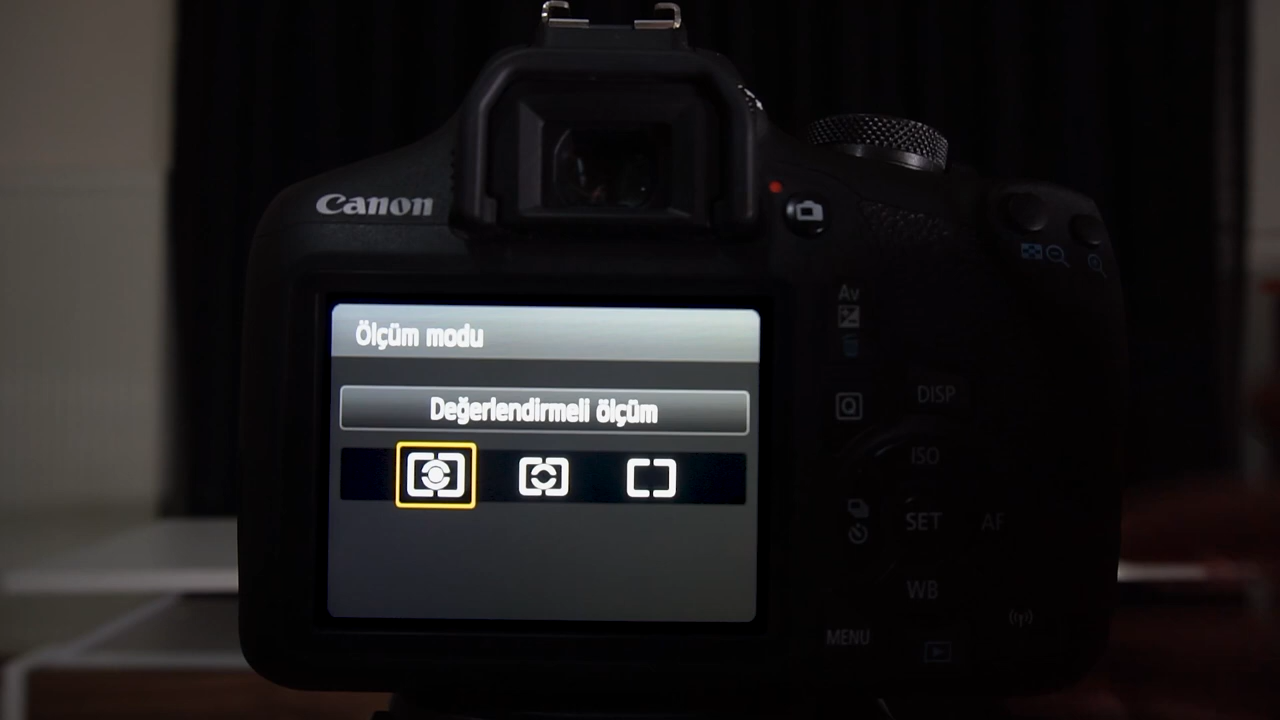 Canon
Av
Ölçüm modu
Değerlendirmeli ölçüm
Q
DISP
ISO
SET
AF
WB
MENU